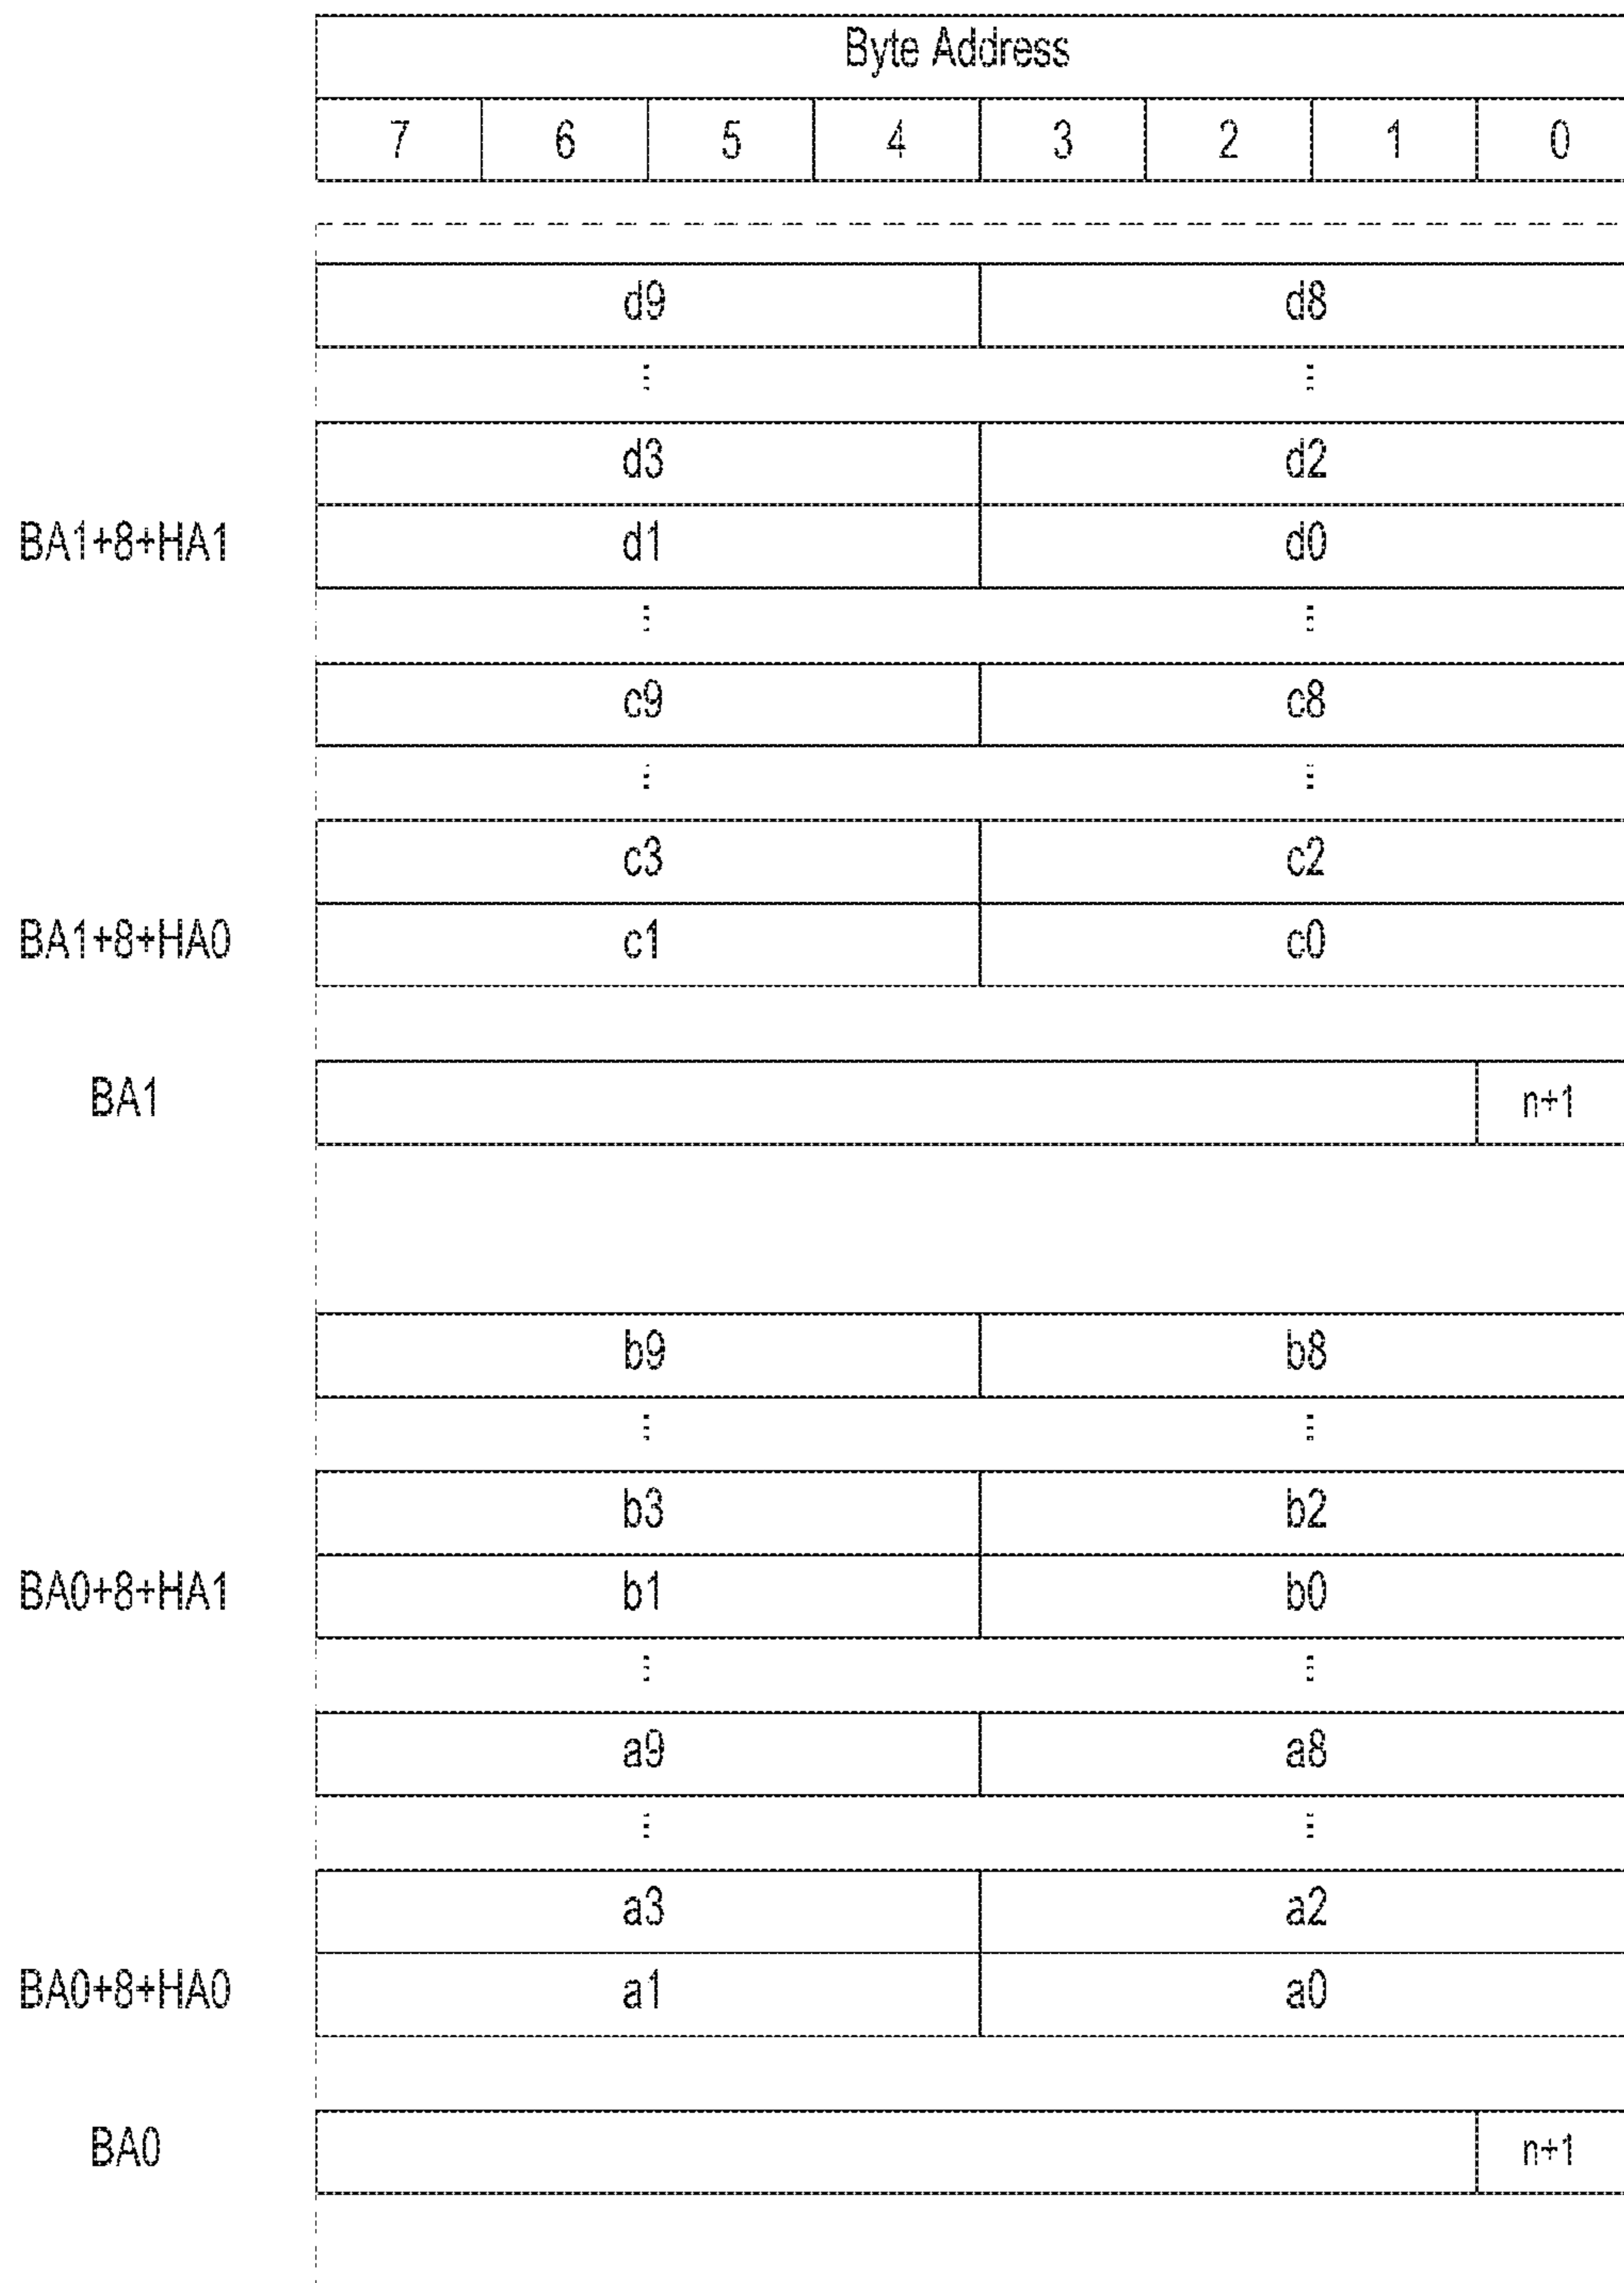 Byte Address
7 6 5 4 3 2 1 0
d9 d8
⋮ ⋮
d3 d2
BA1+8+HA1 d1 d0
⋮ ⋮
c9 c8
⋮ ⋮
c3 c2
BA1+8+HA0 c1 c0
BA1 n+1
b9 b8
⋮ ⋮
b3 b2
BA0+8+HA1 b1 b0
⋮ ⋮
a9 a8
⋮ ⋮
a3 a2
BA0+8+HA0 a1 a0
BA0 n+1